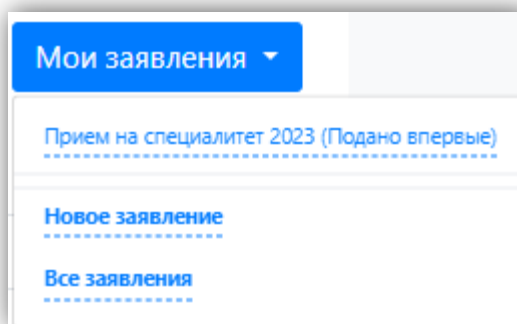 Мои заявления
Прием на специалитет 2023 (Подано впервые)
Новое заявление
Все заявления